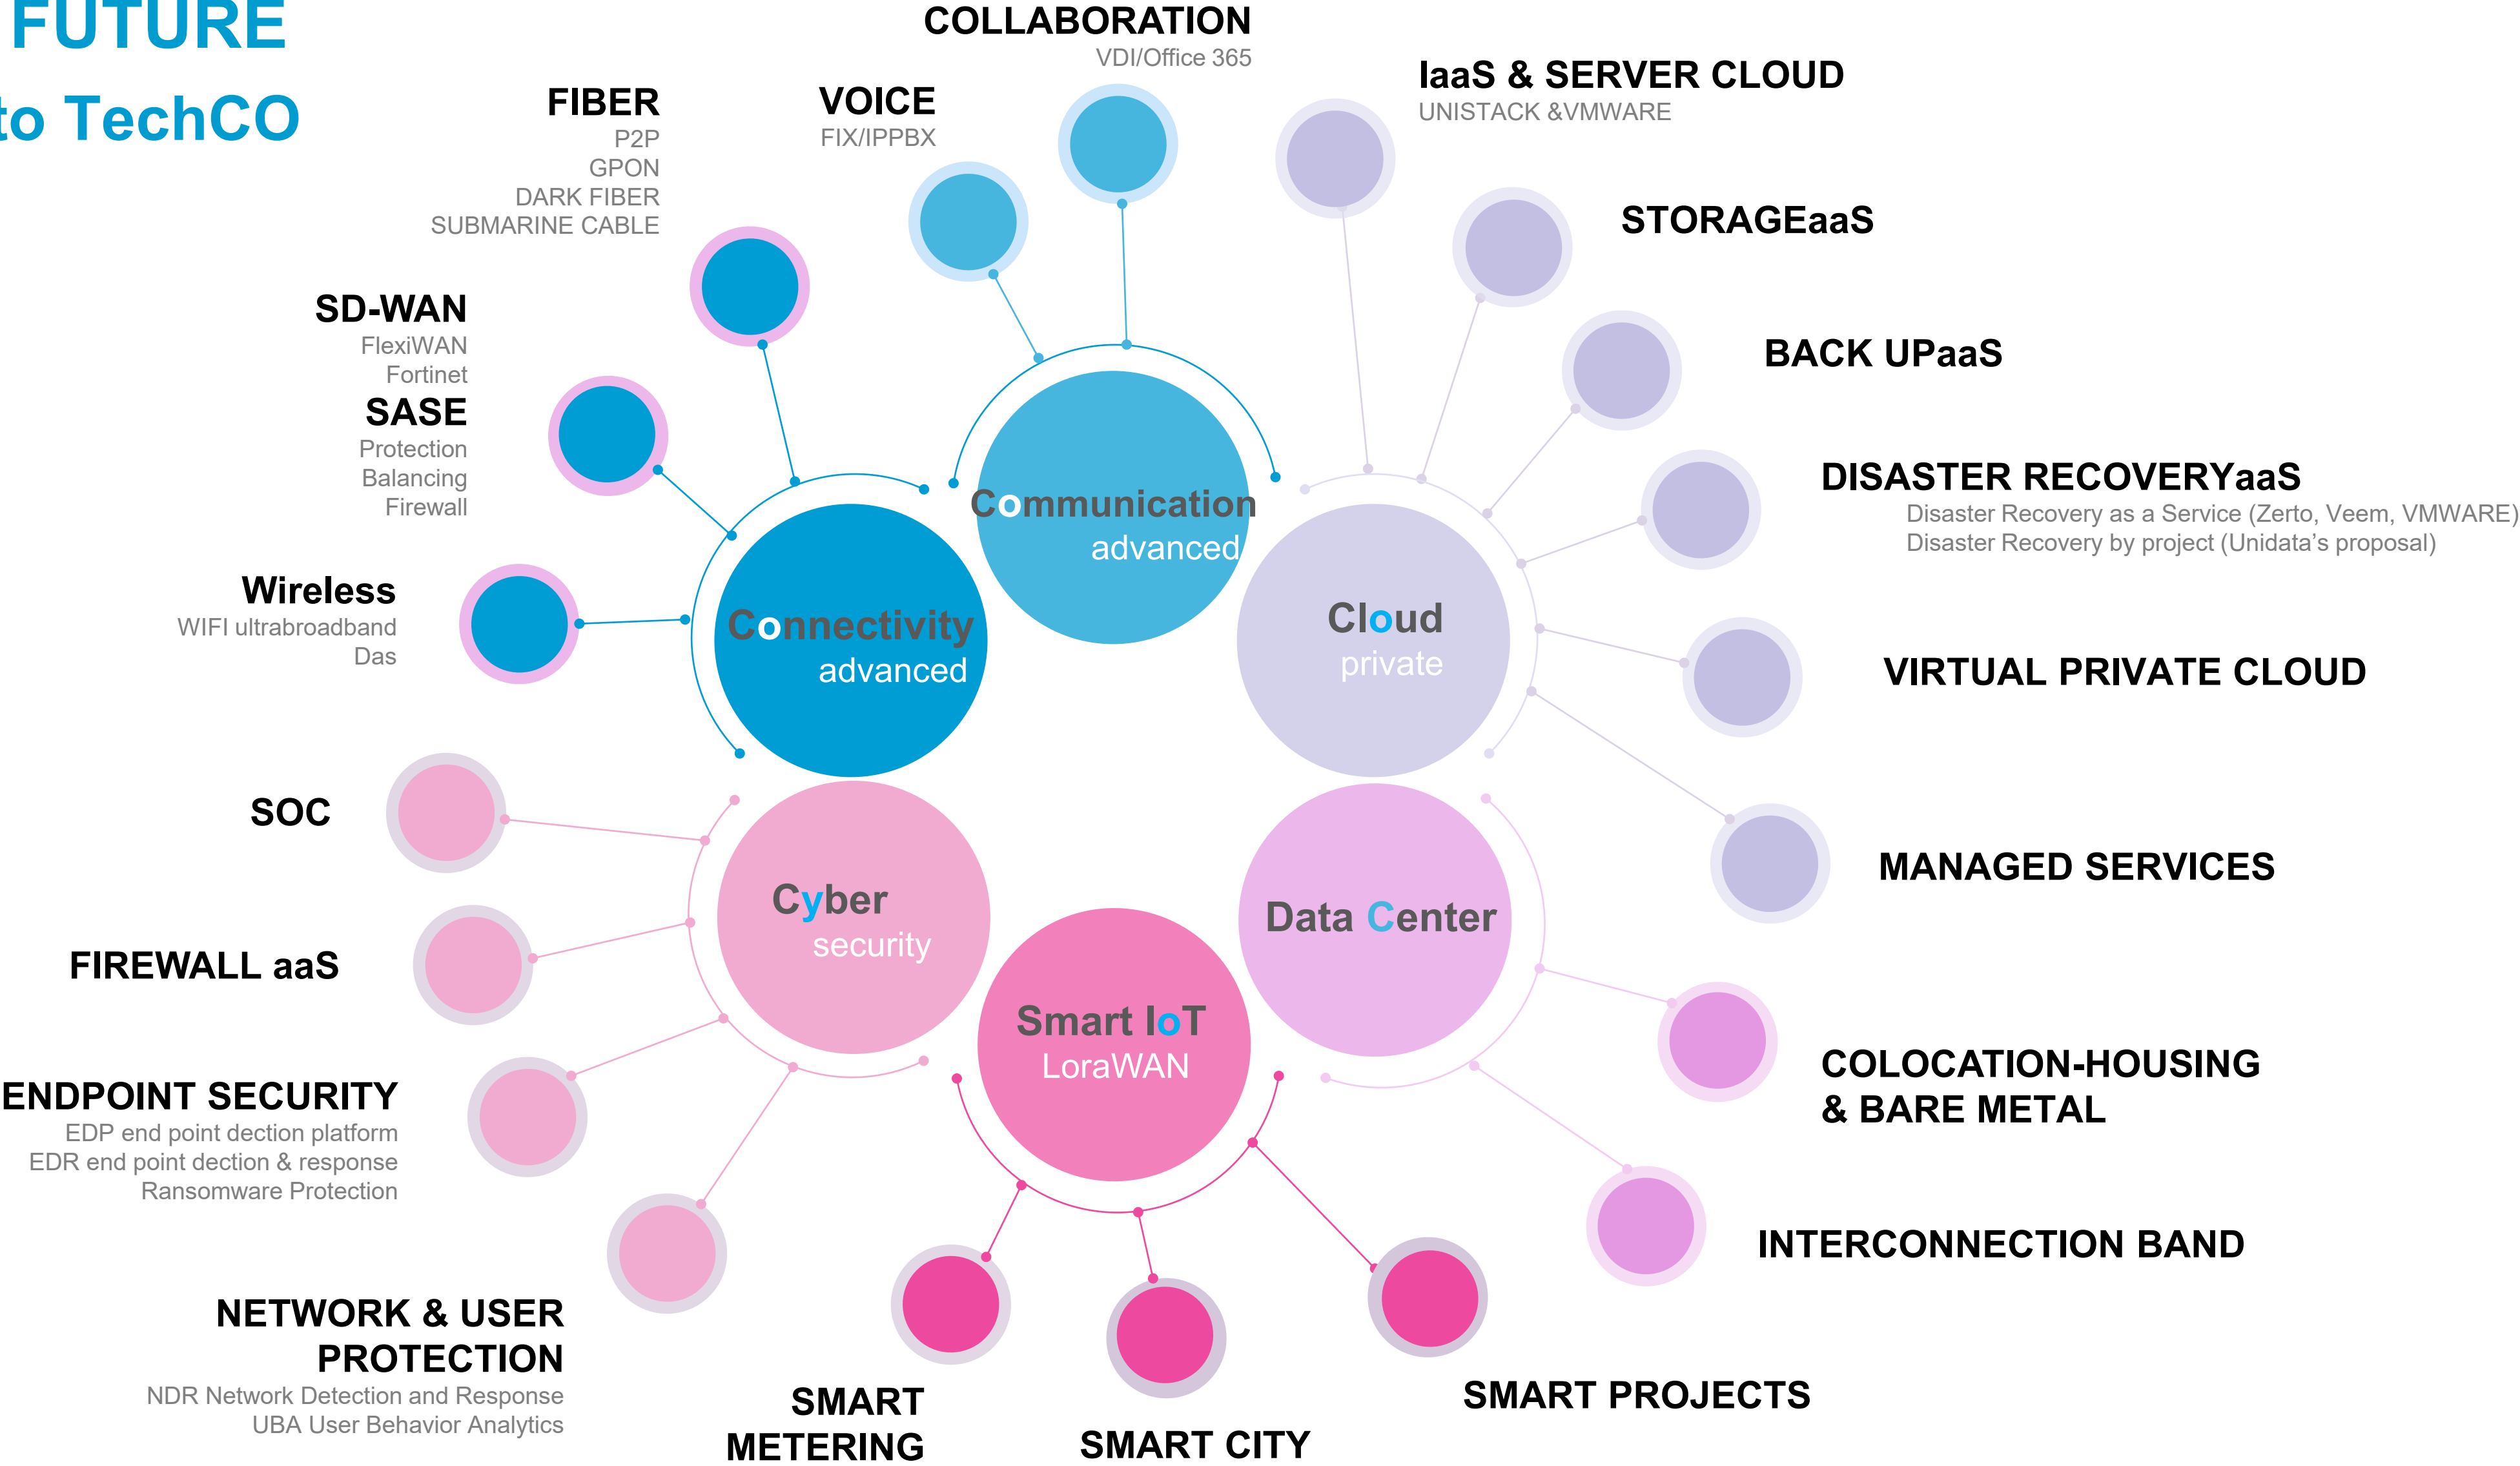 FUTURE
to TechCO
COLLABORATION
VDI/Office 365
VOICE
FIX/IPPBX
FIBER
P2P
GPON
DARK FIBER
SUBMARINE CABLE
SD-WAN
FlexiWAN
Fortinet
SASE
Protection
Balancing
Firewall
Wireless
WIFI ultrabroadband
Das
IaaS & SERVER CLOUD
UNISTACK &VMWARE
STORAGEaaS
BACK UPaaS
DISASTER RECOVERYaaS
Disaster Recovery as a Service (Zerto, Veem, VMWARE)
Disaster Recovery by project (Unidata’s proposal)
VIRTUAL PRIVATE CLOUD
MANAGED SERVICES
Communication
advanced
Connectivity
advanced
Cloud
private
Cyber
security
Data Center
Smart IoT
LoraWAN
SOC
FIREWALL aaS
ENDPOINT SECURITY
EDP end point dection platform
EDR end point dection & response
Ransomware Protection
NETWORK & USER
PROTECTION
NDR Network Detection and Response
UBA User Behavior Analytics
SMART
METERING
SMART CITY
SMART PROJECTS
COLOCATION-HOUSING
& BARE METAL
INTERCONNECTION BAND